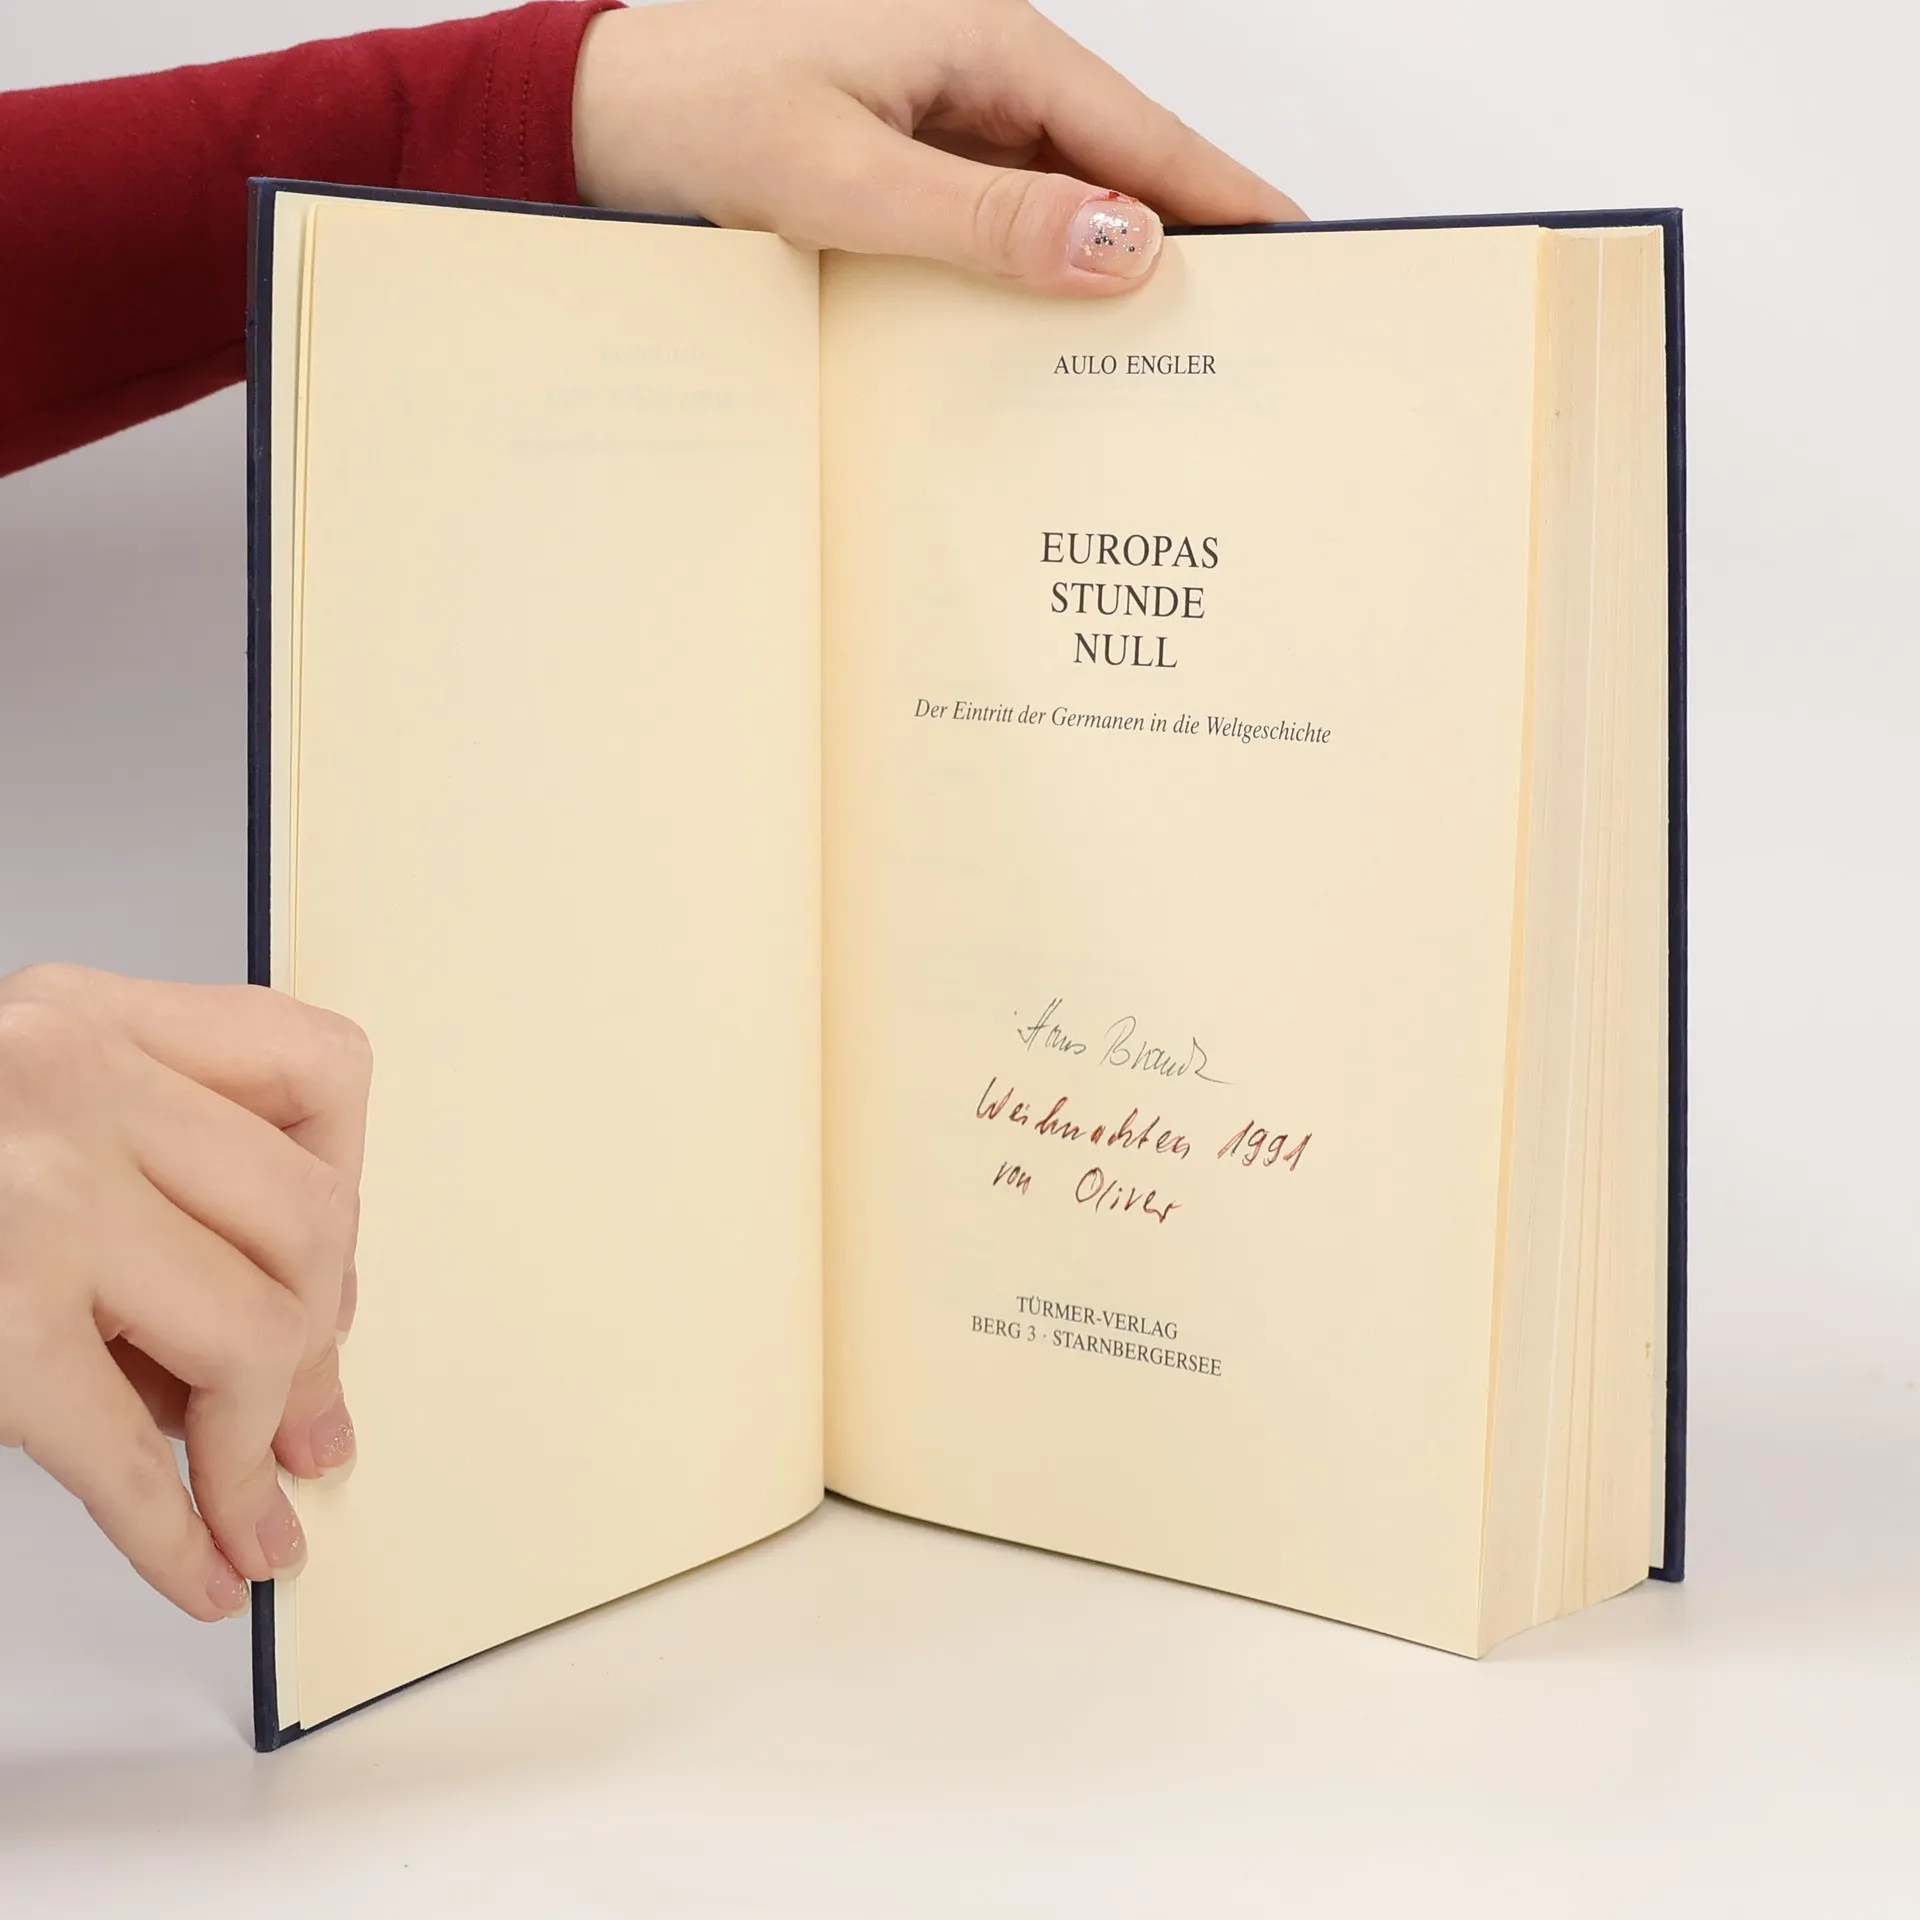 AULO ENGLER
EUROPAS
STUNDE
NULL
Der Eintritt der Germanen in die Weltgeschichte
Hans
Weihnachten 1991
von Oliver
TÜRMER-VERLAG
BERG 3 · STARNBERGERSEE